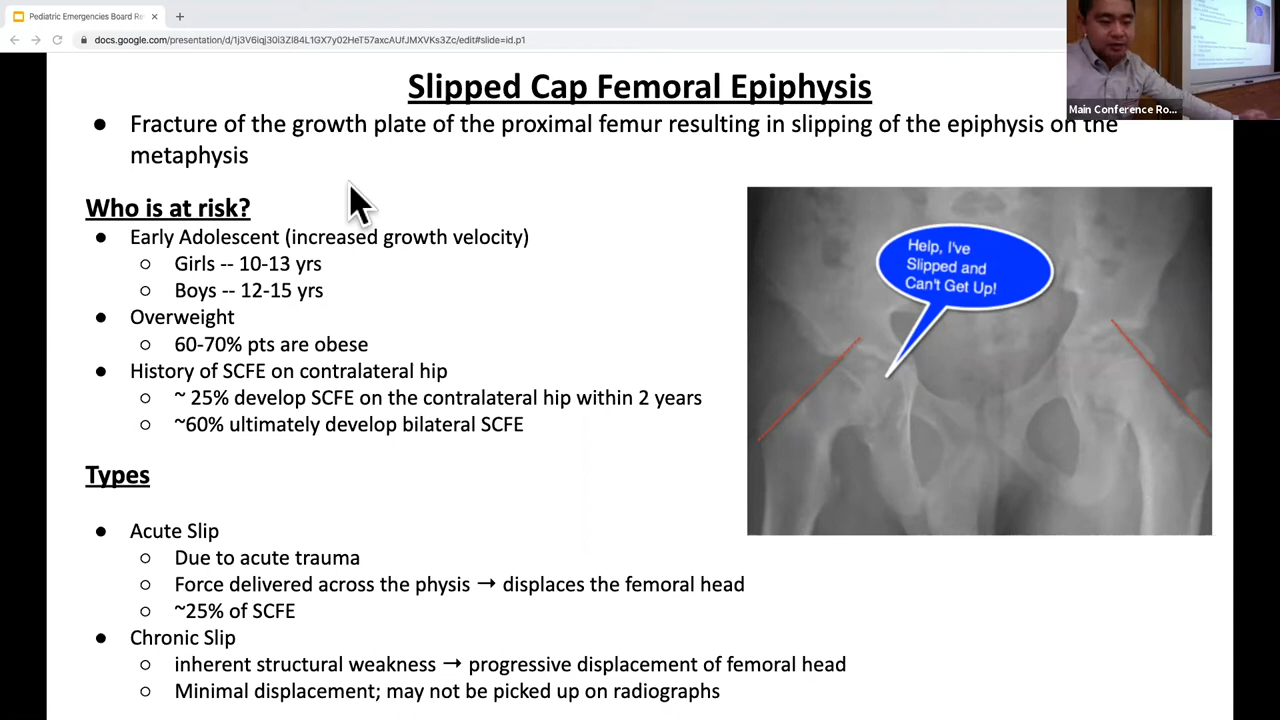 Pediatric Emergencies Board Re
docs.google.com/presentation/d/1j3V6lqj30l3Zl84L1GX7y02HeT57axcAUfJMXVKs3Zc/edit#slide=id.p1
Main Conference Ro...
Slipped Cap Femoral Epiphysis
● Fracture of the growth plate of the proximal femur resulting in slipping of the epiphysis on the
metaphysis
Who is at risk?
● Early Adolescent (increased growth velocity)
○ Girls -- 10-13 yrs
○ Boys -- 12-15 yrs
● Overweight
○ 60-70% pts are obese
● History of SCFE on contralateral hip
○ ~ 25% develop SCFE on the contralateral hip within 2 years
○ ~60% ultimately develop bilateral SCFE
Help, I've
Slipped and
Can't Get Up!
Types
● Acute Slip
○ Due to acute trauma
○ Force delivered across the physis → displaces the femoral head
○ ~25% of SCFE
● Chronic Slip
○ inherent structural weakness → progressive displacement of femoral head
○ Minimal displacement; may not be picked up on radiographs